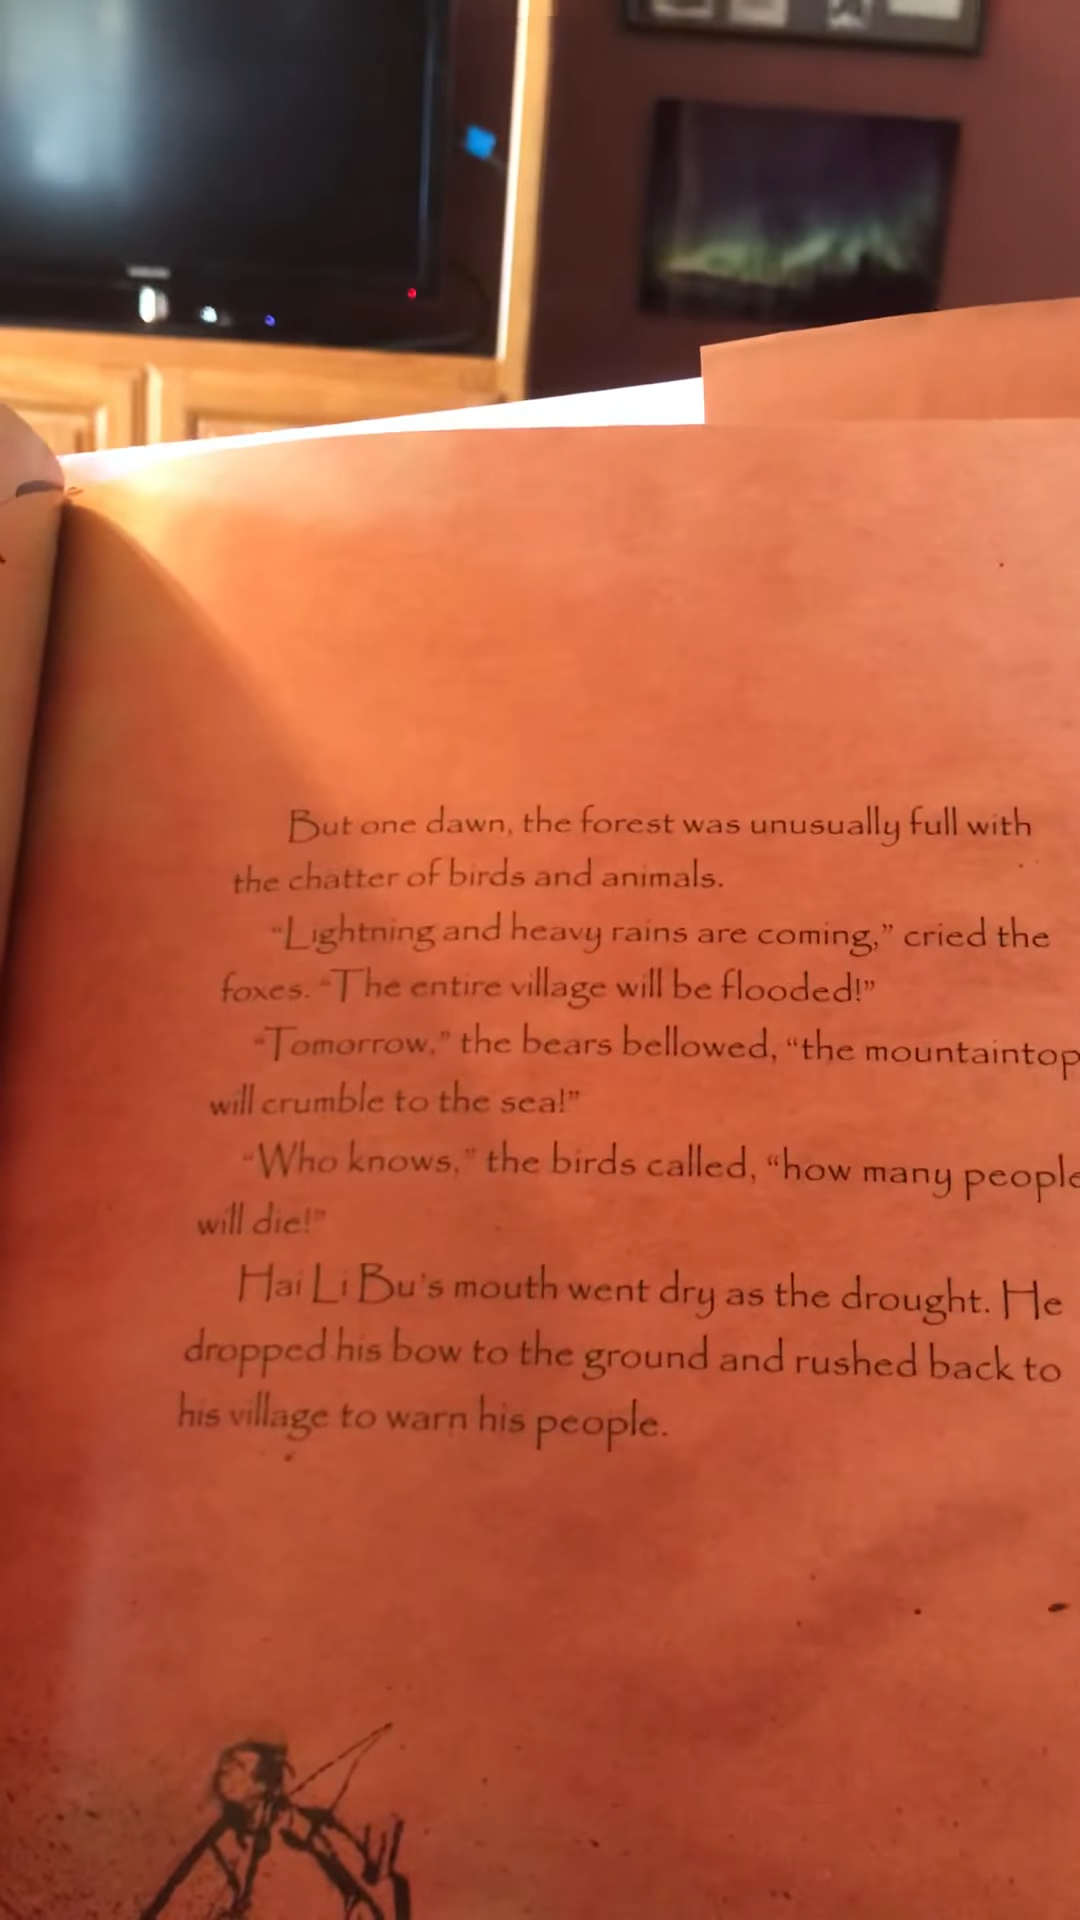 But one dawn, the forest was unusually full with
the chatter of birds and animals.
“Lightning and heavy rains are coming,” cried the
foxes. “The entire village will be flooded!”
“Tomorrow,” the bears bellowed, “the mountaintop
will crumble to the sea!”
“Who knows,” the birds called, “how many people
will die!”
Hai Li Bu’s mouth went dry as the drought. He
dropped his bow to the ground and rushed back to
his village to warn his people.